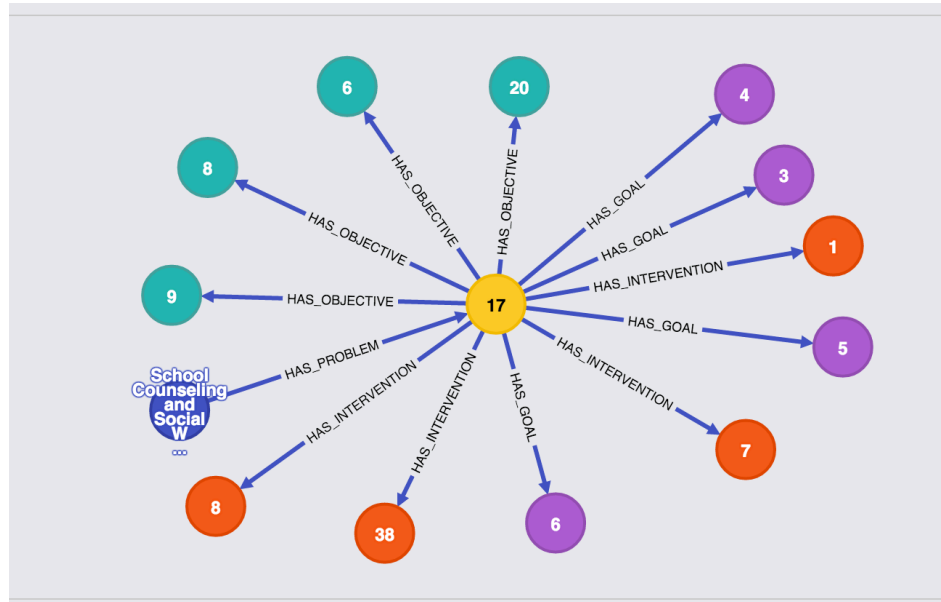 6
20
4
8
3
HAS_OBJECTIVE
HAS_OBJECTIVE
HAS_GOAL
HAS_OBJECTIVE
HAS_GOAL
1
HAS_INTERVENTION
9
HAS_OBJECTIVE
17
HAS_GOAL
5
HAS_PROBLEM
School
Counseling
and
Social
W
...
HAS_INTERVENTION
HAS_INTERVENTION
HAS_GOAL
HAS_INTERVENTION
7
8
38
6